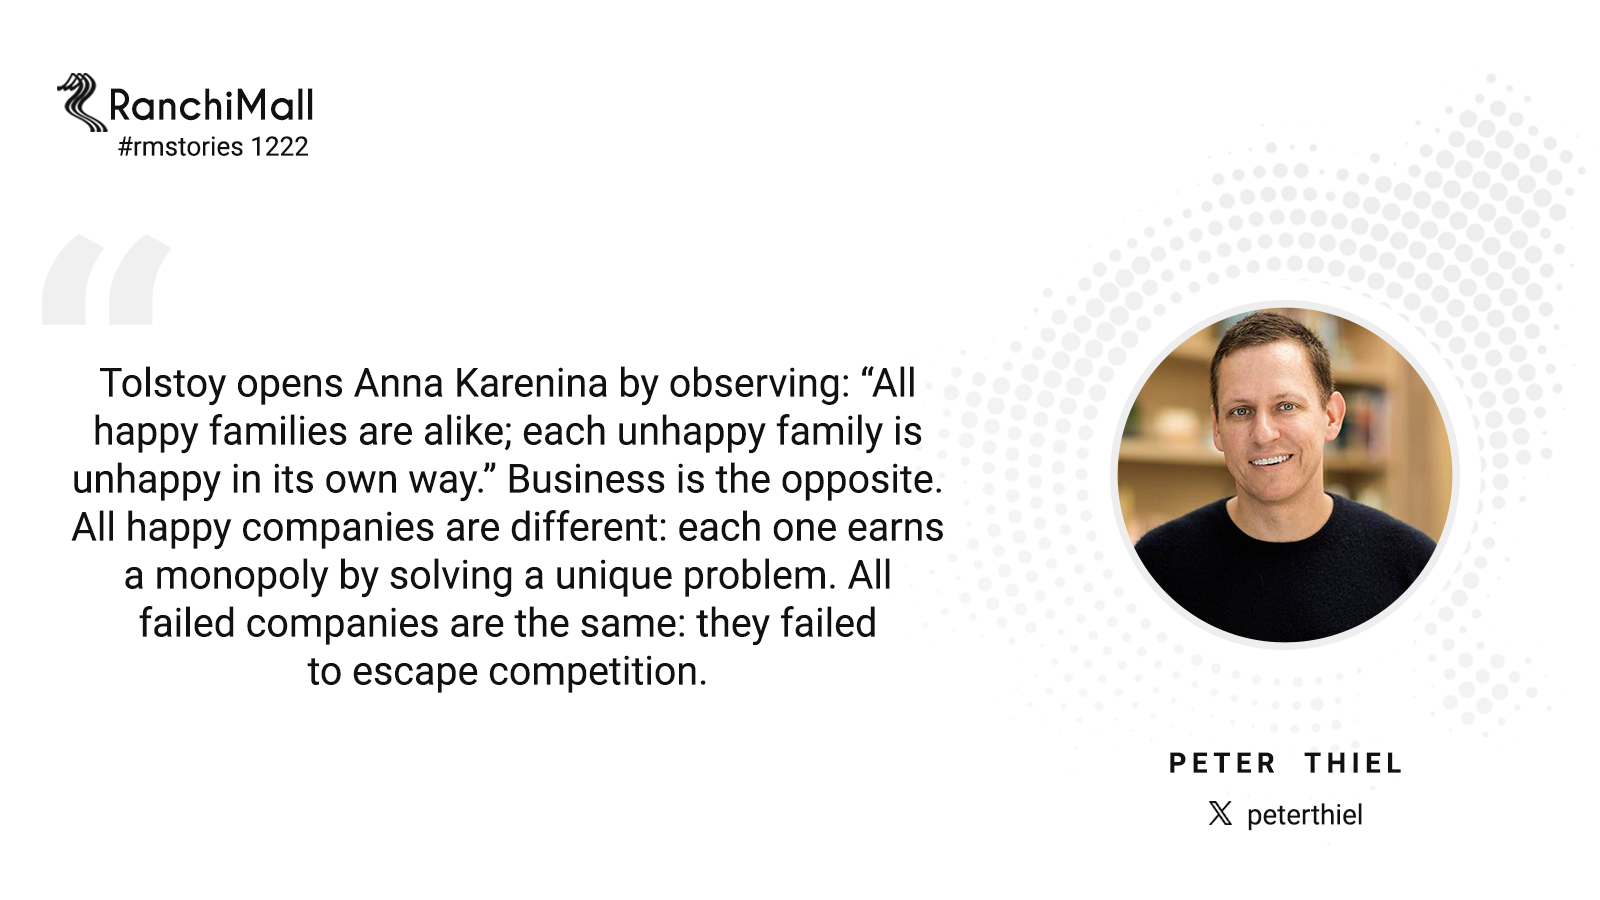 RanchiMall
#rmstories 1222
“
Tolstoy opens Anna Karenina by observing: “All
happy families are alike; each unhappy family is
unhappy in its own way.” Business is the opposite.
All happy companies are different: each one earns
a monopoly by solving a unique problem. All
failed companies are the same: they failed
to escape competition.
PETER THIEL
𝕏 peterthiel